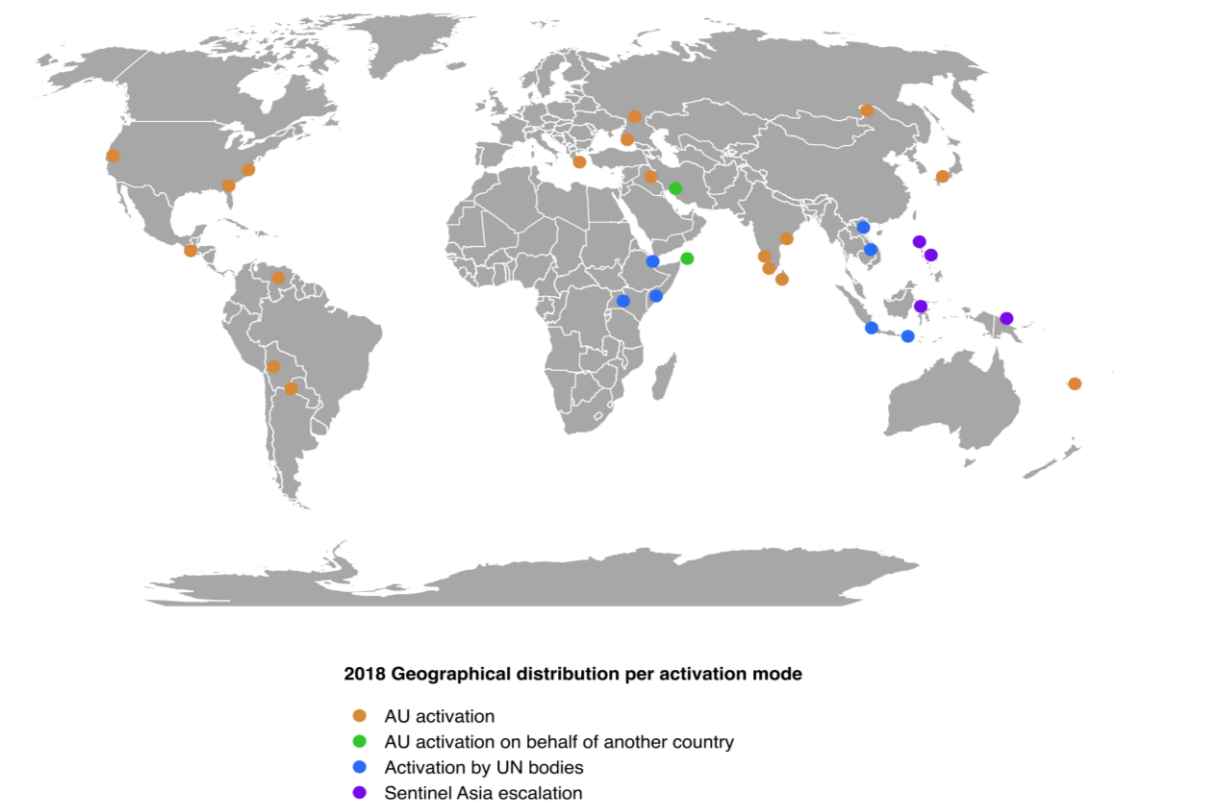 2018 Geographical distribution per activation mode
AU activation
AU activation on behalf of another country
Activation by UN bodies
Sentinel Asia escalation